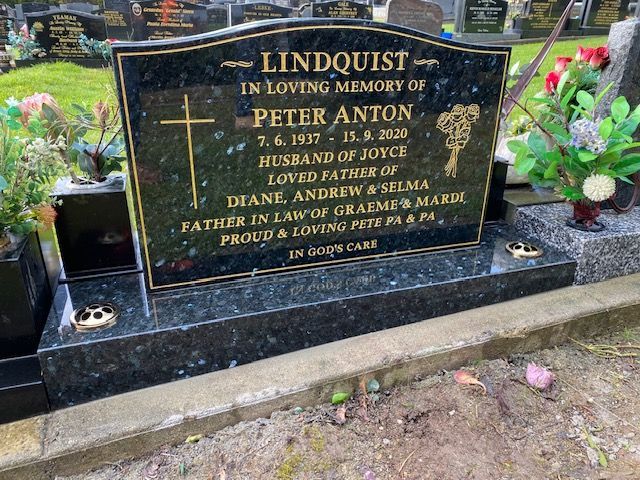 YEAMAN
LINDQUIST
IN LOVING MEMORY OF
PETER ANTON
7. 6. 1937 - 15. 9. 2020
HUSBAND OF JOYCE
LOVED FATHER OF
DIANE, ANDREW & SELMA
FATHER IN LAW OF GRAEME & MARDI
PROUD & LOVING PETE PA & PA
IN GOD'S CARE